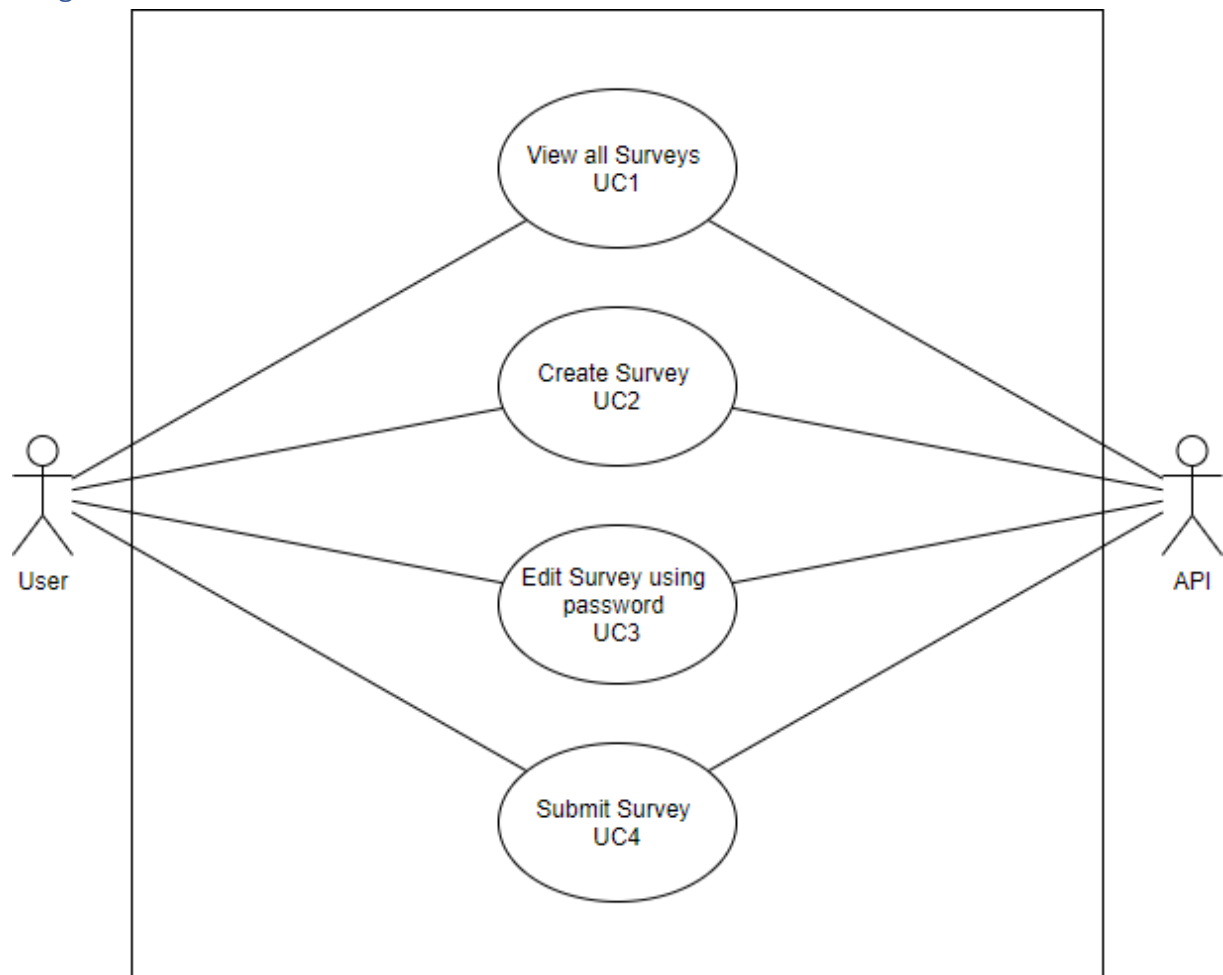 View all Surveys
UC1
Create Survey
UC2
User
API
Edit Survey using
password
UC3
Submit Survey
UC4